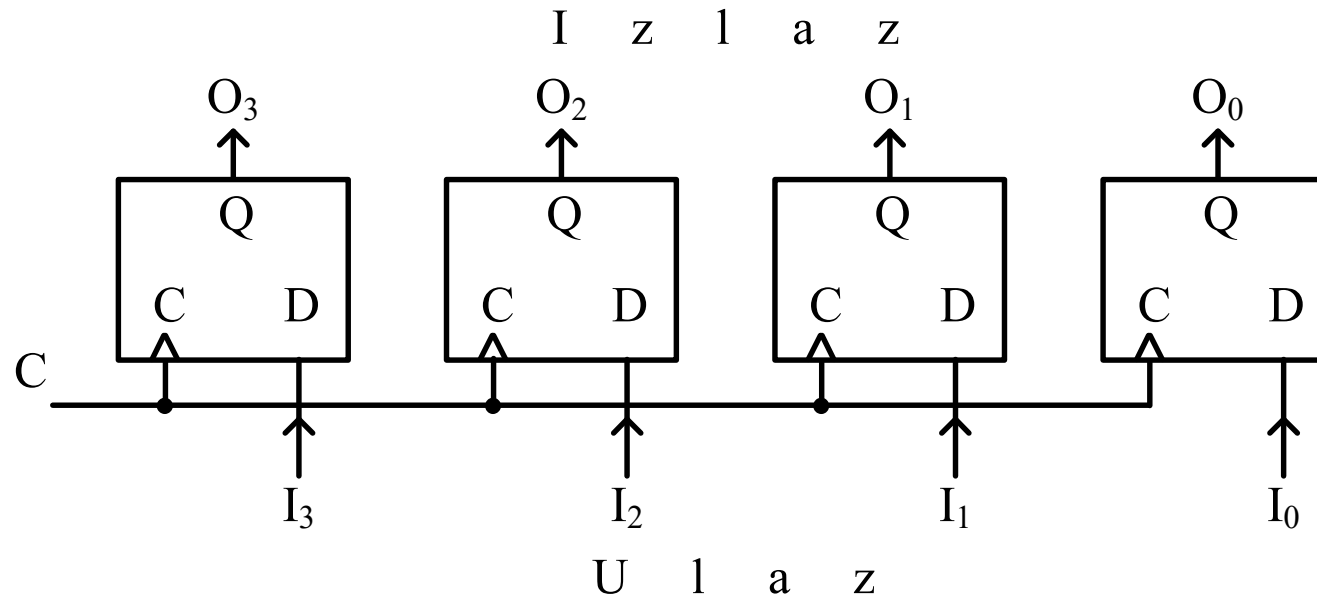 I z l a z
O₃ O₂ O₁ O₀
Q Q Q Q
C D C D C D C D
C
I₃ I₂ I₁ I₀
U l a z